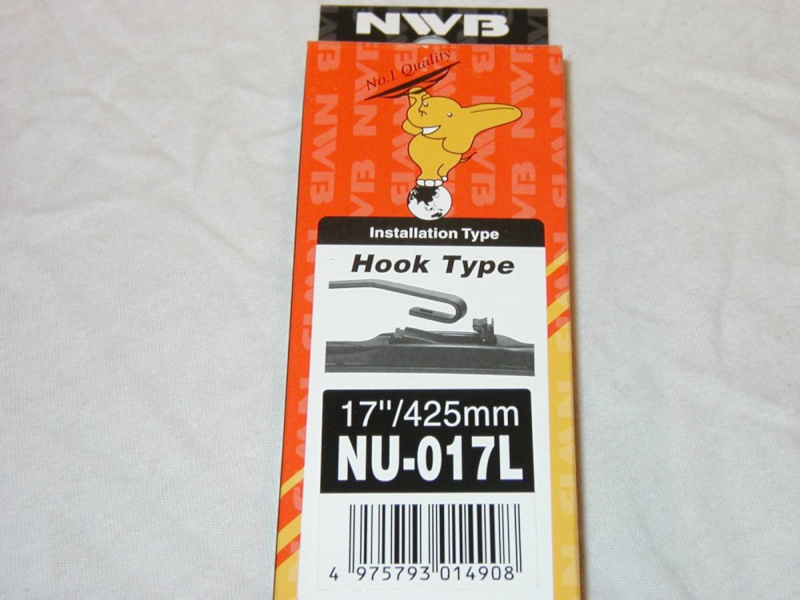 NWB
No.1 Quality
Installation Type
Hook Type
17"/425mm
NU-017L
4 975793 014908